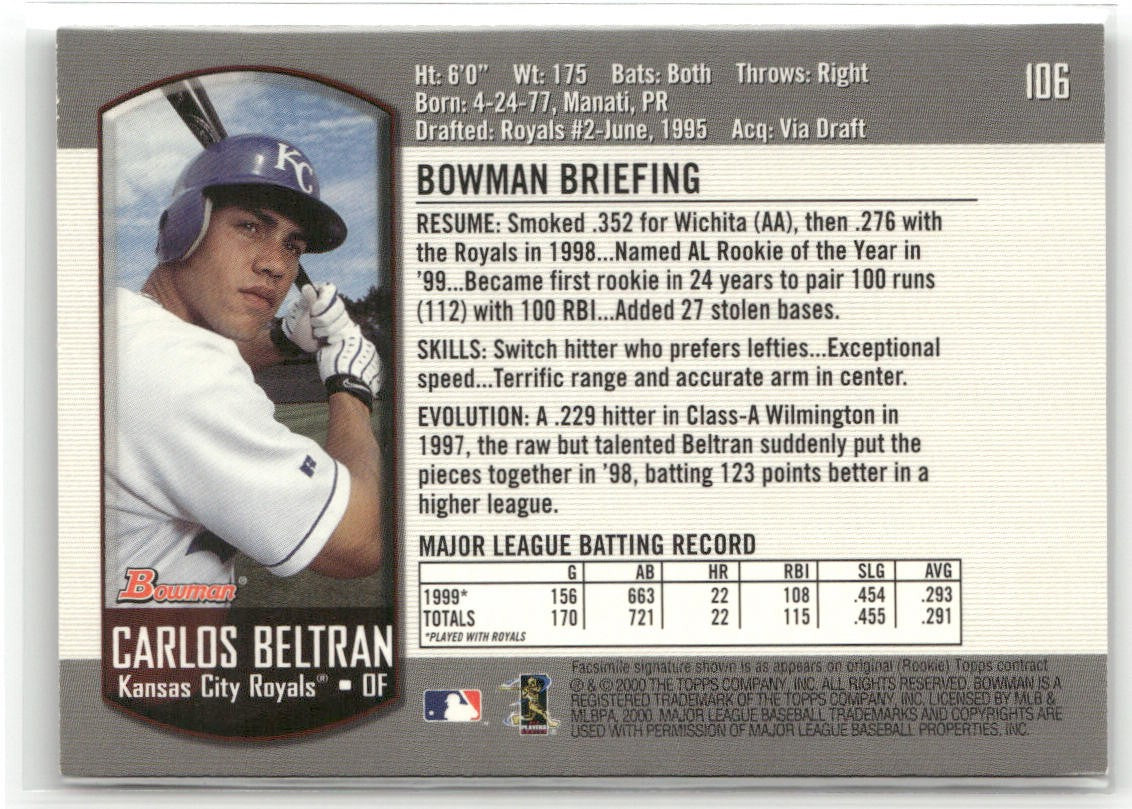 Ht: 6'0" Wt: 175 Bats: Both Throws: Right
Born: 4-24-77, Manati, PR
Drafted: Royals #2-June, 1995 Acq: Via Draft
106
KC
BOWMAN BRIEFING
RESUME: Smoked .352 for Wichita (AA), then .276 with
the Royals in 1998...Named AL Rookie of the Year in
'99...Became first rookie in 24 years to pair 100 runs
(112) with 100 RBI...Added 27 stolen bases.
SKILLS: Switch hitter who prefers lefties...Exceptional
speed...Terrific range and accurate arm in center.
EVOLUTION: A .229 hitter in Class-A Wilmington in
1997, the raw but talented Beltran suddenly put the
pieces together in '98, batting 123 points better in a
higher league.
MAJOR LEAGUE BATTING RECORD
G AB HR RBI SLG AVG
1999* 156 663 22 108 .454 .293
TOTALS 170 721 22 115 .455 .291
*PLAYED WITH ROYALS
Bowman®
CARLOS BELTRAN
Kansas City Royals® ▪ OF
PLAYERS
Facsimile signature shown is as appears on original (Rookie) Topps contract
® & © 2000 THE TOPPS COMPANY, INC. ALL RIGHTS RESERVED. BOWMAN IS A
REGISTERED TRADEMARK OF THE TOPPS COMPANY, INC. LICENSED BY MLB &
MLBPA, 2000. MAJOR LEAGUE BASEBALL TRADEMARKS AND COPYRIGHTS ARE
USED WITH PERMISSION OF MAJOR LEAGUE BASEBALL PROPERTIES, INC.